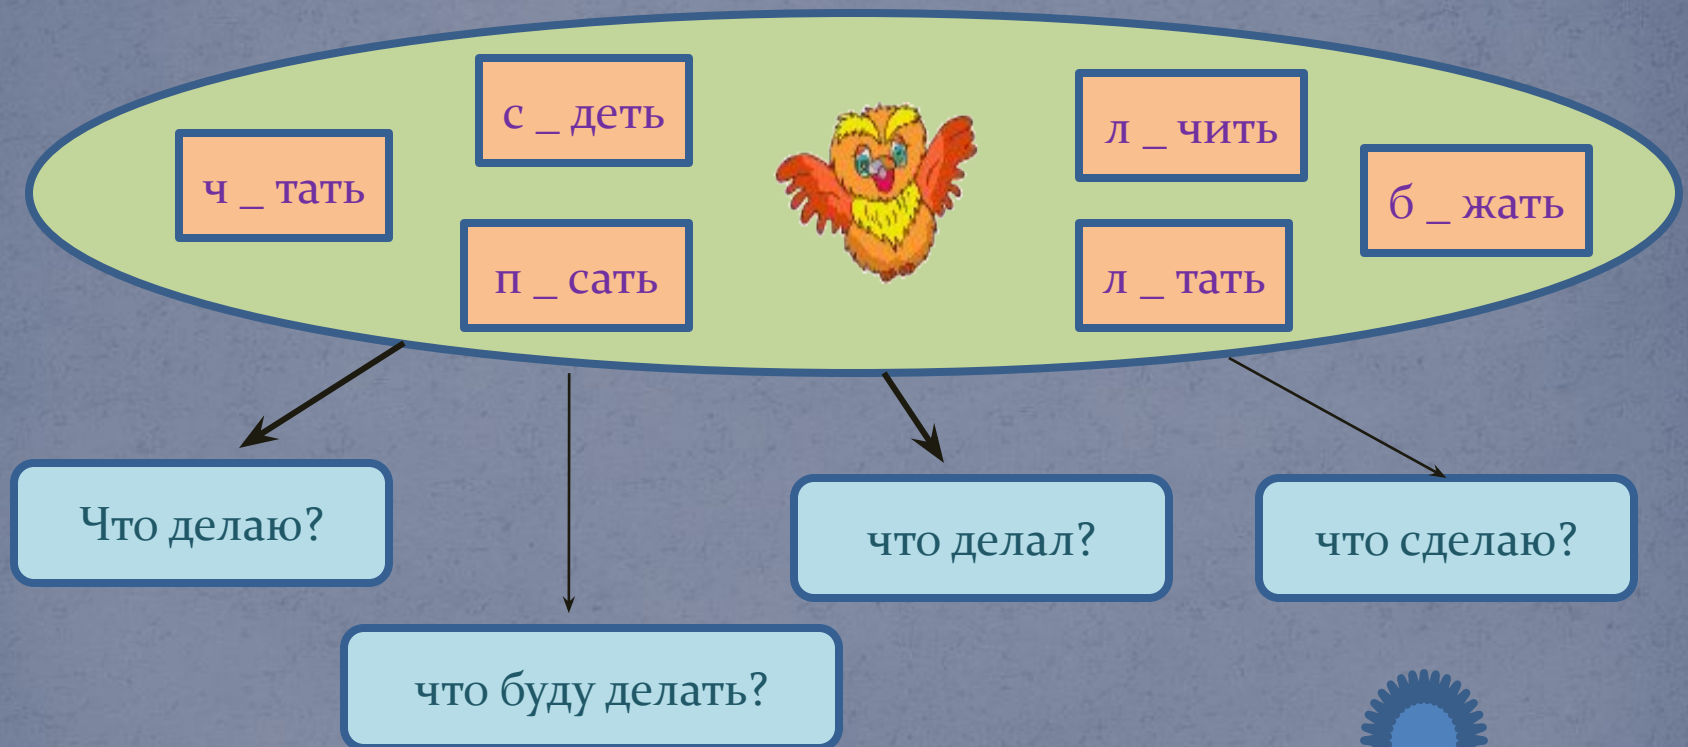 с _ деть
л _ чить
ч _ тать
б _ жать
п _ сать
л _ тать
Что делаю?
что делал?
что сделаю?
что буду делать?